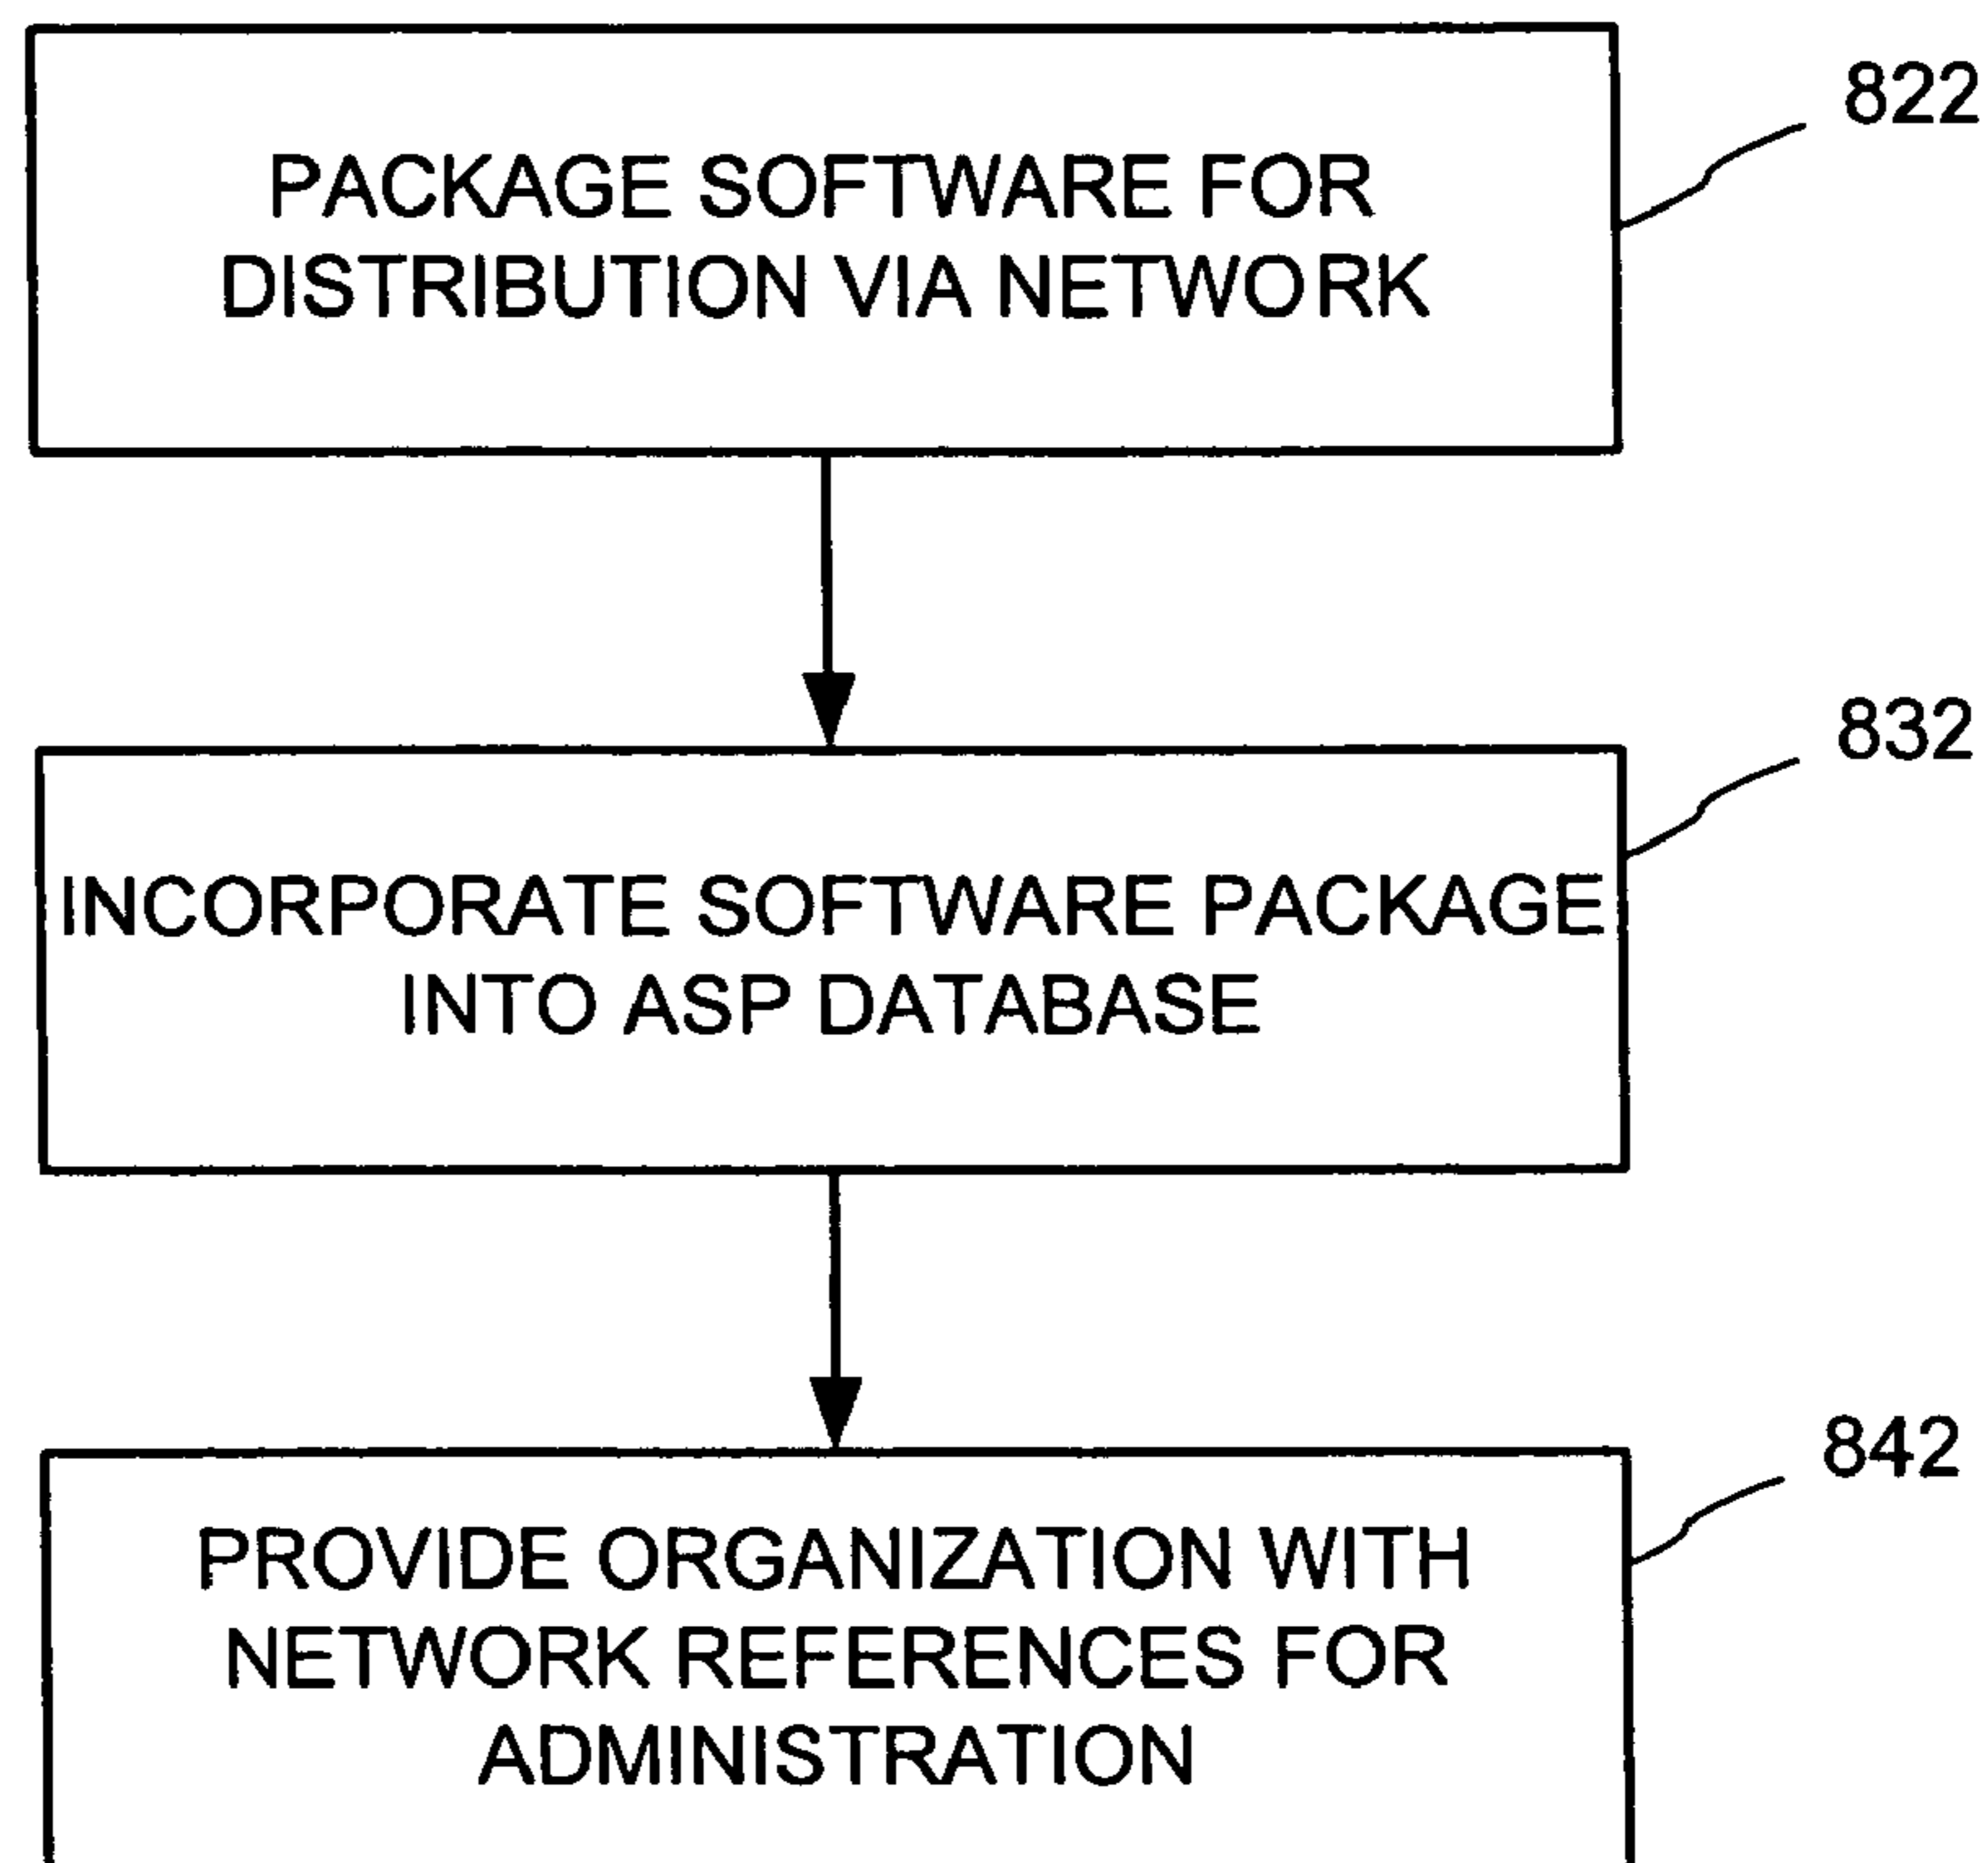 822
PACKAGE SOFTWARE FOR
DISTRIBUTION VIA NETWORK
832
INCORPORATE SOFTWARE PACKAGE
INTO ASP DATABASE
842
PROVIDE ORGANIZATION WITH
NETWORK REFERENCES FOR
ADMINISTRATION